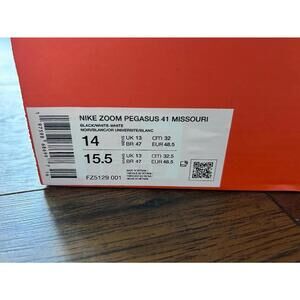 NIKE ZOOM PEGASUS 41 MISSOURI
BLACK/WHITE-WHITE
NOIR/BLANC/OR UNIVERSITE/BLANC
14 UK 13 CM 32
BR 47 EUR 48.5
15.5 UK 13 CM 32.5
BR 47 EUR 48.5
FZ5129 001